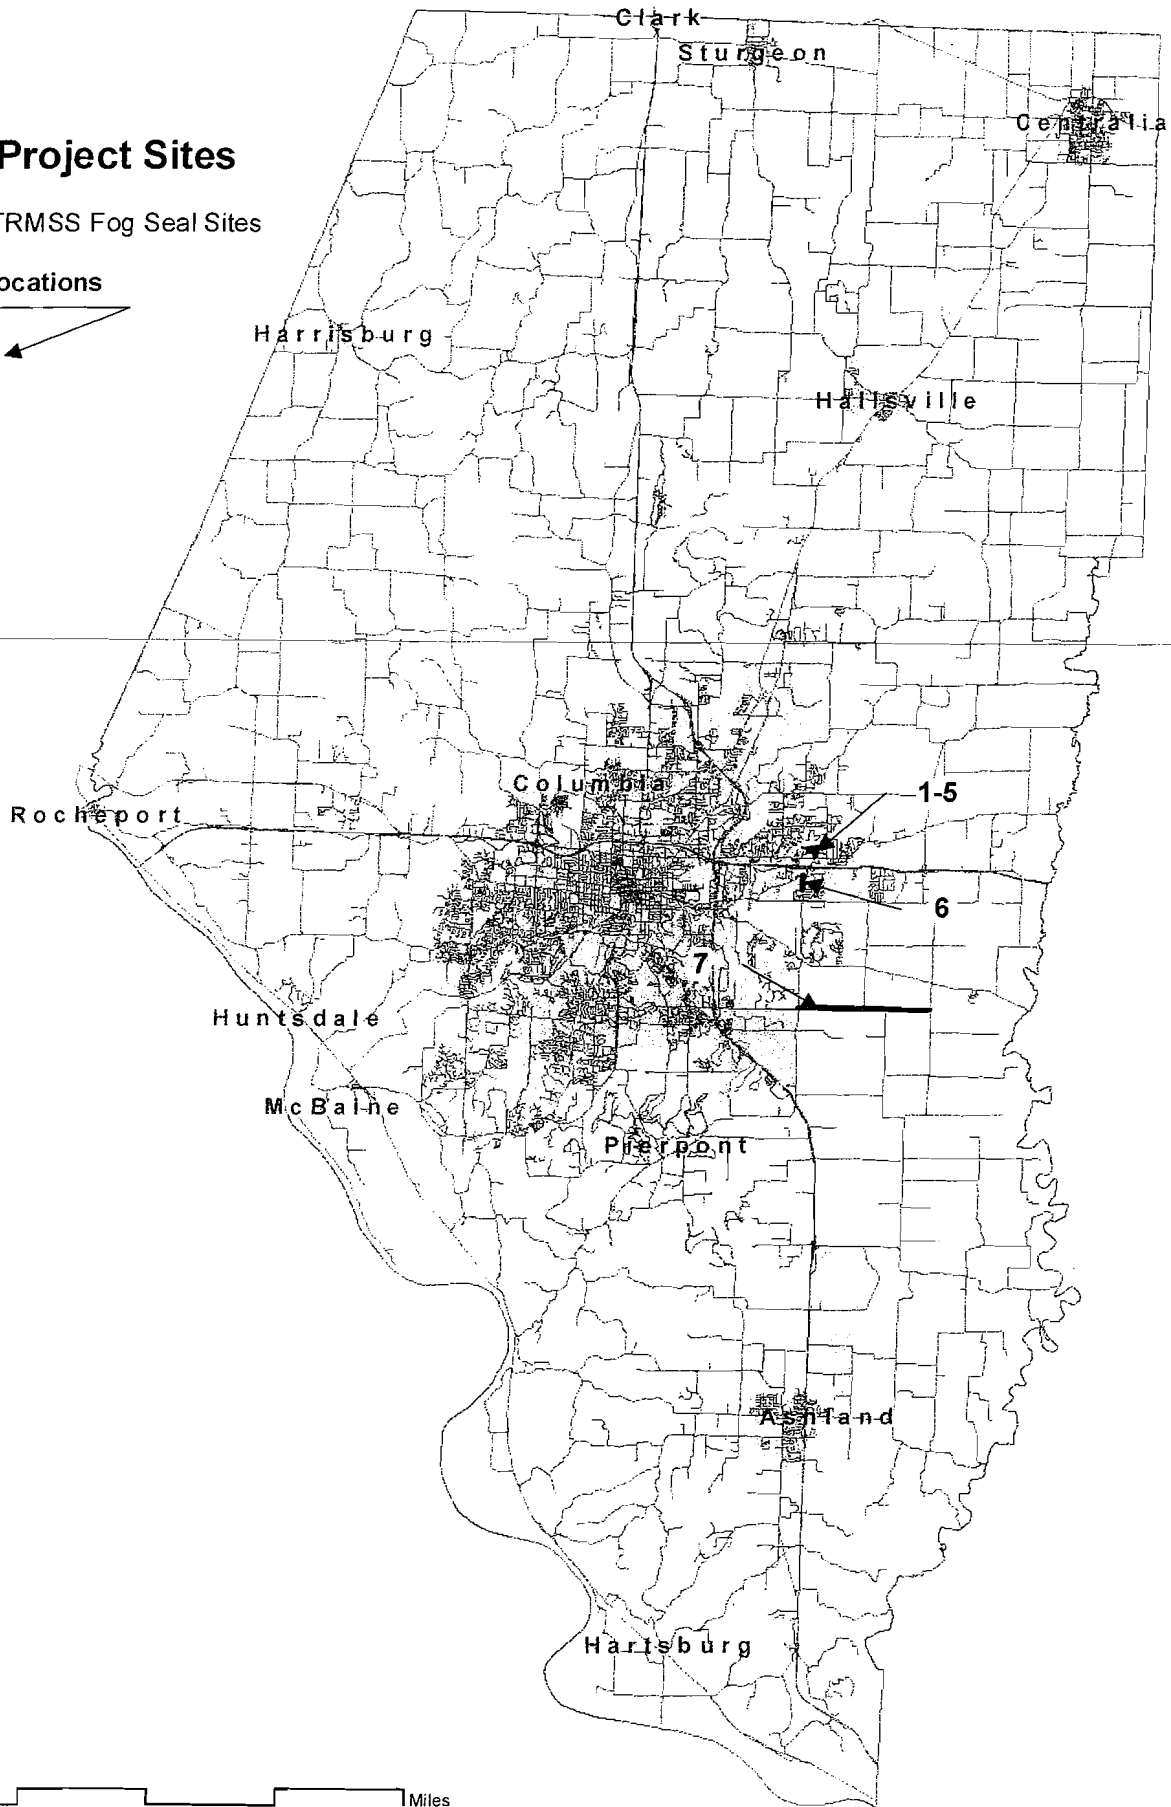 Clark
Sturgeon
Centralia
Project Sites
TRMSS Fog Seal Sites
ocations
Harrisburg
Hallsville
Columbia
1-5
Rocheport
6
7
Huntsdale
McBaine
Pierpont
Ashland
Hartsburg
Miles